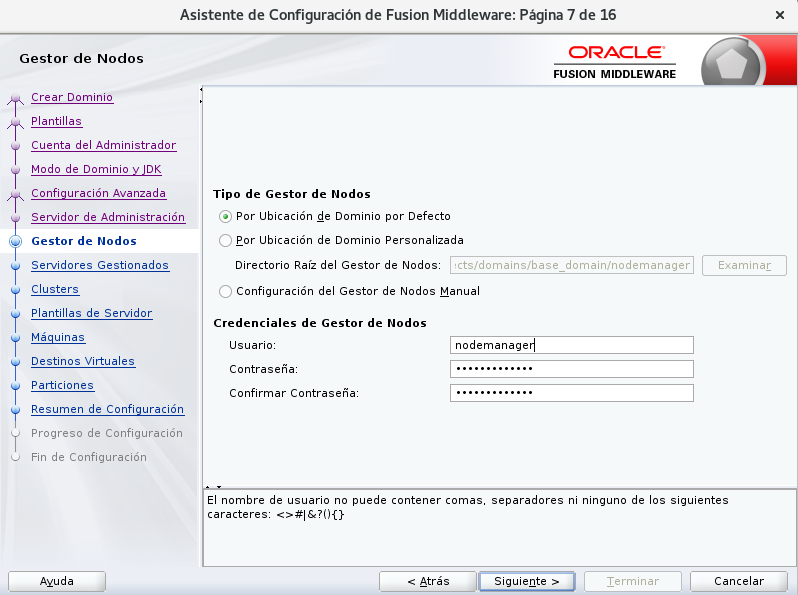 Asistente de Configuración de Fusion Middleware: Página 7 de 16
Gestor de Nodos
ORACLE
FUSION MIDDLEWARE
Crear Dominio
Plantillas
Cuenta del Administrador
Modo de Dominio y JDK
Configuración Avanzada
Servidor de Administración
Gestor de Nodos
Servidores Gestionados
Clusters
Plantillas de Servidor
Máquinas
Destinos Virtuales
Particiones
Resumen de Configuración
Progreso de Configuración
Fin de Configuración
Tipo de Gestor de Nodos
Por Ubicación de Dominio por Defecto
Por Ubicación de Dominio Personalizada
Directorio Raíz del Gestor de Nodos: cts/domains/base_domain/nodemanager Examinar
Configuración del Gestor de Nodos Manual
Credenciales de Gestor de Nodos
Usuario: nodemanager
Contraseña: •••••••••••••
Confirmar Contraseña: •••••••••••••
El nombre de usuario no puede contener comas, separadores ni ninguno de los siguientes
caracteres: <>#|&?(){}
Ayuda < Atrás Siguiente > Terminar Cancelar